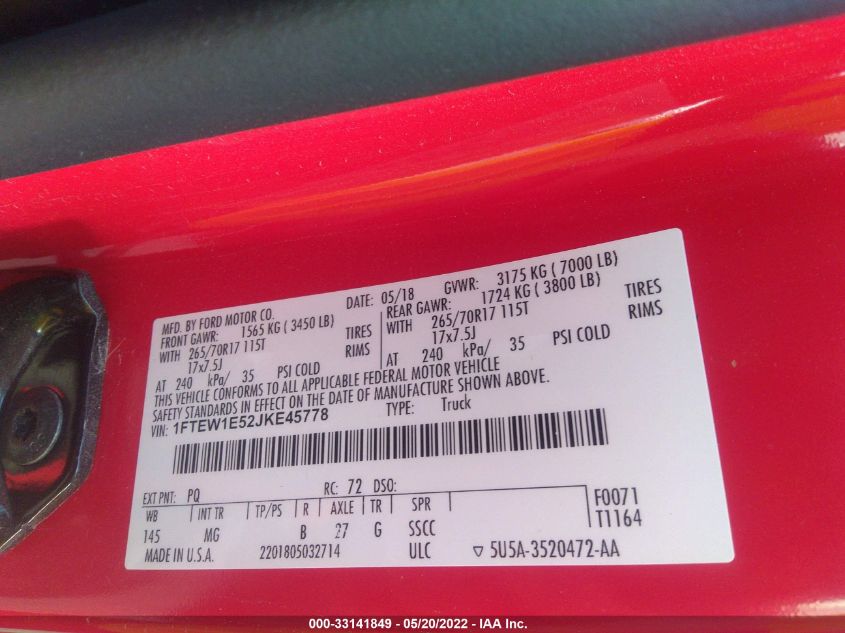 MFD. BY FORD MOTOR CO. DATE: 05/18 GVWR: 3175 KG ( 7000 LB)
FRONT GAWR: 1565 KG ( 3450 LB) REAR GAWR: 1724 KG ( 3800 LB)
WITH 265/70R17 115T TIRES WITH 265/70R17 115T TIRES
17x7.5J RIMS 17x7.5J RIMS
AT 240 kPa/ 35 PSI COLD AT 240 kPa/ 35 PSI COLD
THIS VEHICLE CONFORMS TO ALL APPLICABLE FEDERAL MOTOR VEHICLE
SAFETY STANDARDS IN EFFECT ON THE DATE OF MANUFACTURE SHOWN ABOVE.
VIN: 1FTEW1E52JKE45778 TYPE: Truck
EXT PNT: PQ RC: 72 DSO:
WB INT TR TP/PS R AXLE TR SPR F0071
145 MG B 27 G SSCC T1164
MADE IN U.S.A. 2201805032714 ULC ▽ 5U5A-3520472-AA
000-33141849 - 05/20/2022 - IAA Inc.